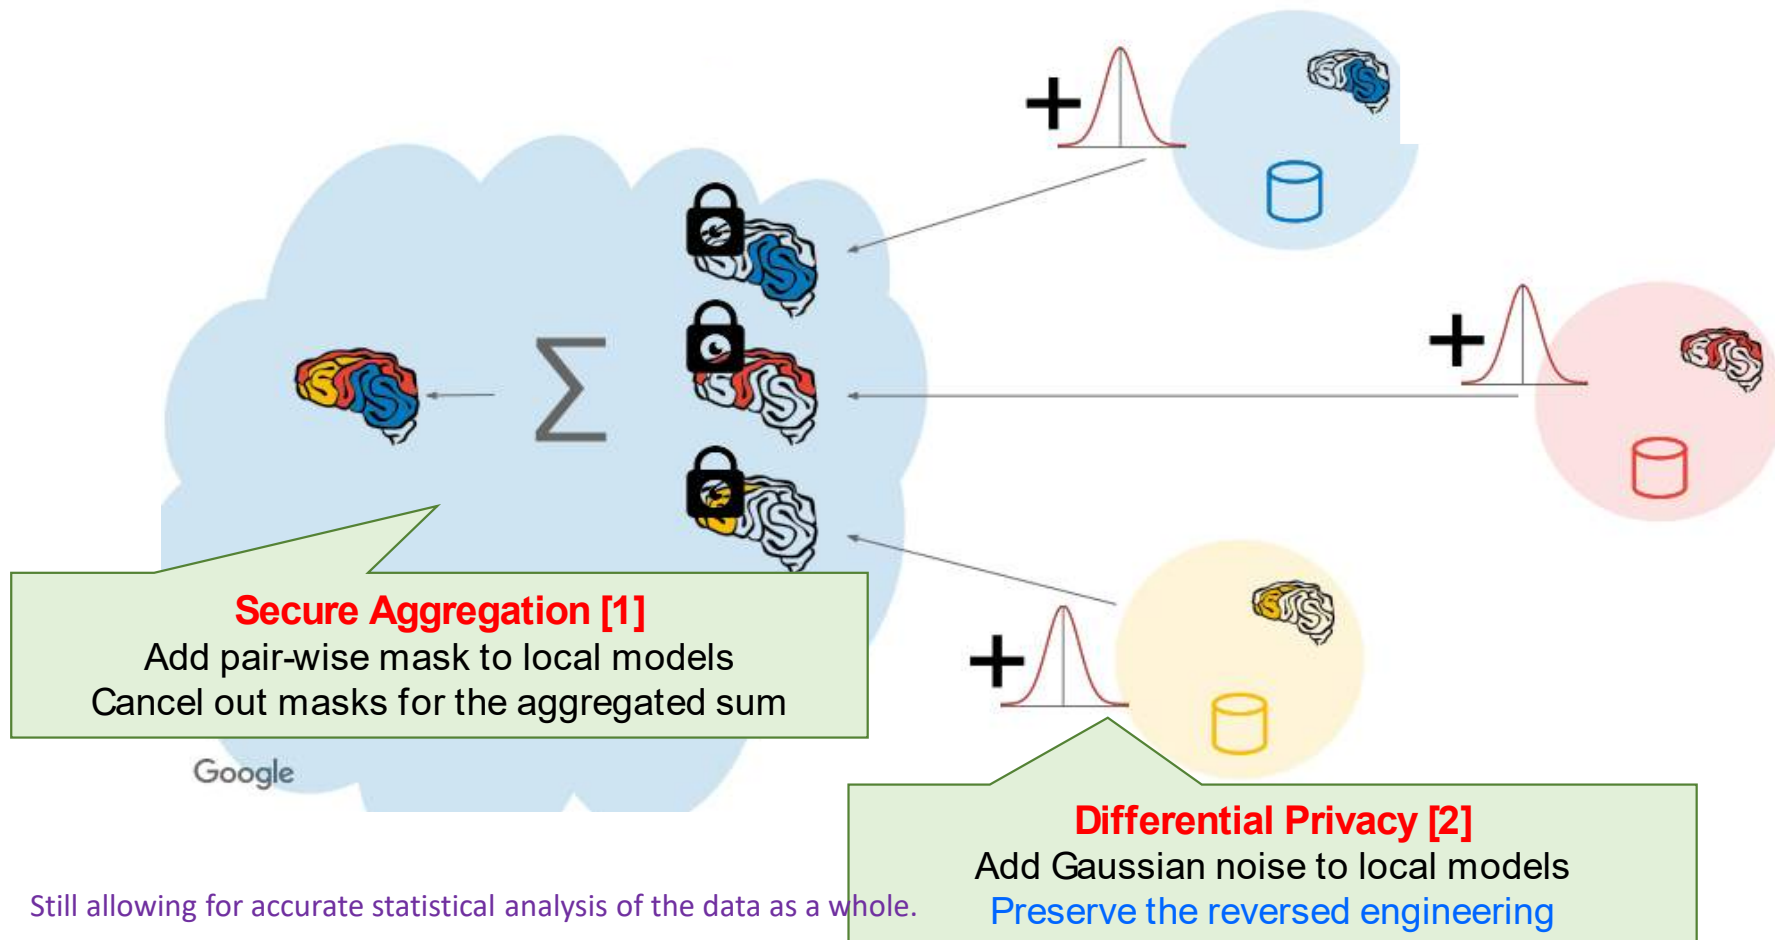 ∑
Secure Aggregation [1]
Add pair-wise mask to local models
Cancel out masks for the aggregated sum
Google
Differential Privacy [2]
Add Gaussian noise to local models
Preserve the reversed engineering
Still allowing for accurate statistical analysis of the data as a whole.